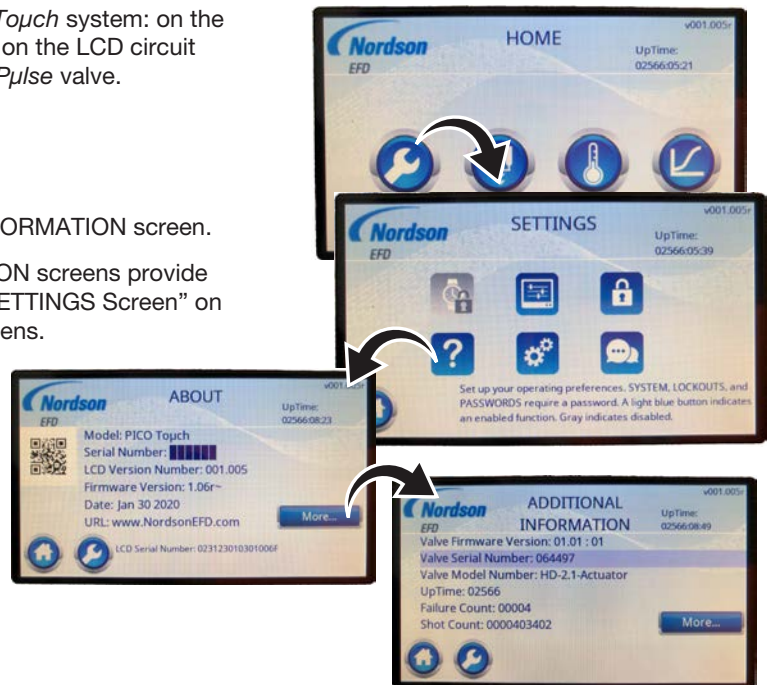 Touch system: on the
on the LCD circuit
Pµlse valve.
ORMATION screen.
ON screens provide
ETTINGS Screen” on
ens.
Nordson
EFD
HOME
v001.005r
UpTime:
02566:05:21
Nordson
EFD
SETTINGS
v001.005r
UpTime:
02566:05:39
?
Set up your operating preferences. SYSTEM, LOCKOUTS, and
PASSWORDS require a password. A light blue button indicates
an enabled function. Gray indicates disabled.
Nordson
EFD
ABOUT
UpTime:
02566:08:23
Model: PICO Touch
Serial Number:
LCD Version Number: 001.005
Firmware Version: 1.06r~
Date: Jan 30 2020
URL: www.NordsonEFD.com
More...
LCD Serial Number: 023123010301006F
Nordson
EFD
ADDITIONAL
INFORMATION
v001.005r
UpTime:
02566:08:49
Valve Firmware Version: 01.01 : 01
Valve Serial Number: 064497
Valve Model Number: HD-2.1-Actuator
UpTime: 02566
Failure Count: 00004
Shot Count: 0000403402
More...